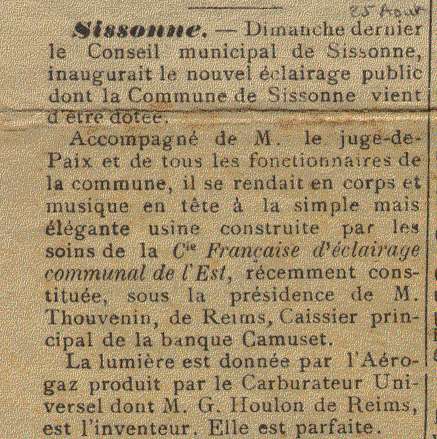 25 Août
Sissonne. — Dimanche dernier
le Conseil municipal de Sissonne,
inaugurait le nouvel éclairage public
dont la Commune de Sissonne vient
d'être dotée.
Accompagné de M. le juge-de-
Paix et de tous les fonctionnaires de
la commune, il se rendait en corps et
musique en tête à la simple mais
élégante usine construite par les
soins de la Cie Française d'éclairage
communal de l'Est, récemment cons-
tituée, sous la présidence de M.
Thouvenin, de Reims, Caissier prin-
cipal de la banque Camuset.
La lumière est donnée par l'Aéro-
gaz produit par le Carburateur Uni-
versel dont M. G. Houlon de Reims,
est l'inventeur. Elle est parfaite.